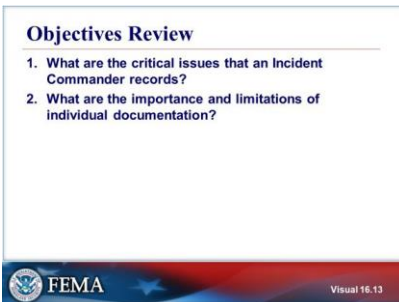 Objectives Review
1. What are the critical issues that an Incident
Commander records?
2. What are the importance and limitations of
individual documentation?
FEMA
Visual 16.13